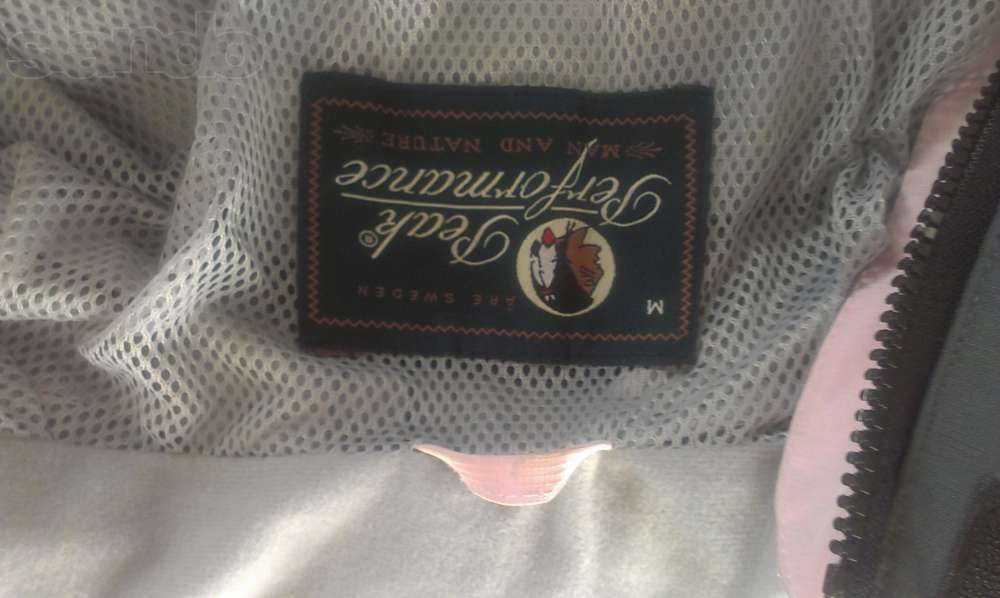 M
ÅRE SWEDEN
Peak®
Performance
MAN AND NATURE